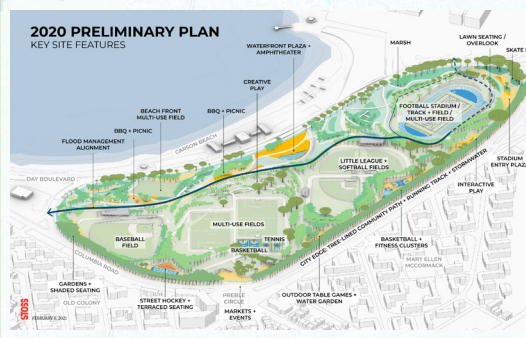 2020 PRELIMINARY PLAN
KEY SITE FEATURES
WATERFRONT PLAZA +
AMPHITHEATER
MARSH
LAWN SEATING /
OVERLOOK
SKATE
CREATIVE
PLAY
BEACH FRONT
MULTI-USE FIELD
BBQ + PICNIC
FOOTBALL STADIUM /
TRACK + FIELD /
MULTI-USE FIELD
BBQ + PICNIC
FLOOD MANAGEMENT
ALIGNMENT
CARSON BEACH
DAY BOULEVARD
LITTLE LEAGUE +
SOFTBALL FIELDS
STADIUM
ENTRY PLAZA
INTERACTIVE
PLAY
CITY EDGE: TREE-LINED COMMUNITY PATH + RUNNING TRACK + STORMWATER
MULTI-USE FIELDS
BASEBALL
FIELD
TENNIS
BASKETBALL
BASKETBALL +
FITNESS CLUSTERS
COLUMBIA ROAD
MARY ELLEN
MCCORMACK
GARDENS +
SHADED SEATING
OLD COLONY
STREET HOCKEY +
TERRACED SEATING
PREBLE
CIRCLE
MARKETS +
EVENTS
OUTDOOR TABLE GAMES +
WATER GARDEN
STOSS